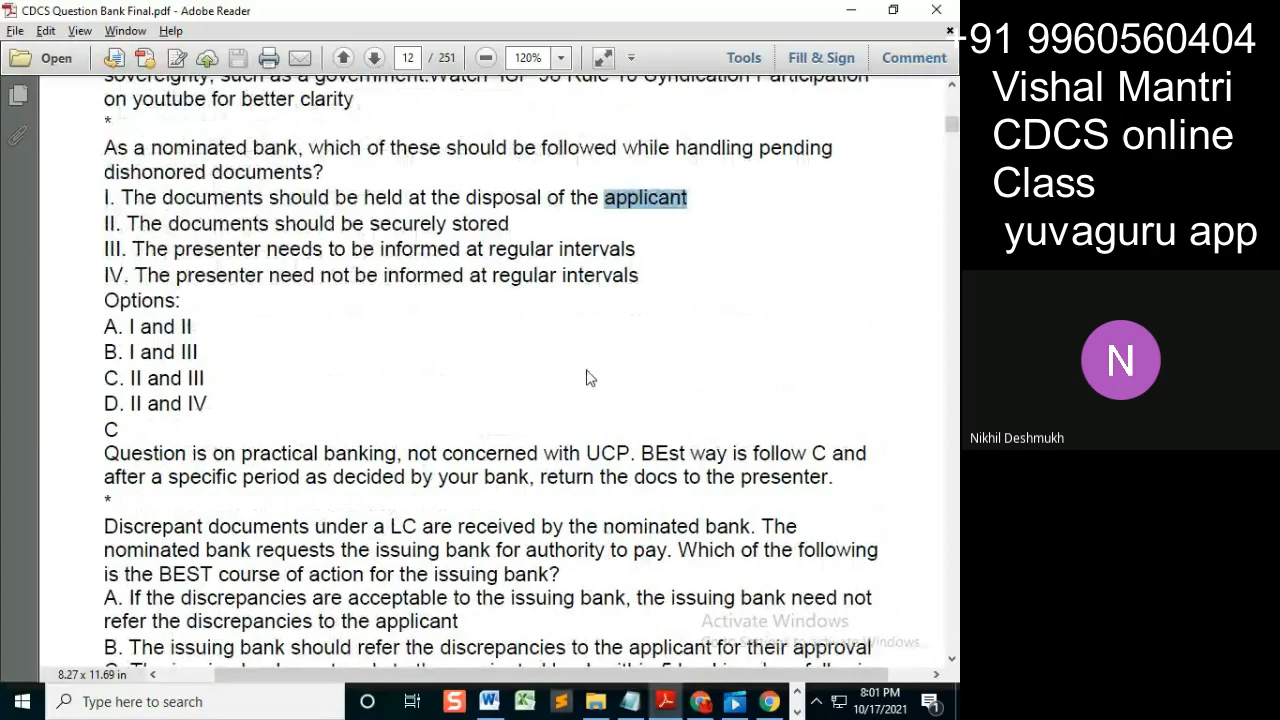 CDCS Question Bank Final.pdf - Adobe Reader
File Edit View Window Help
Open 12 / 251 120% Tools Fill & Sign Comment
sovereignty, such as a government.Watch
on youtube for better clarity
*
As a nominated bank, which of these should be followed while handling pending
dishonored documents?
I. The documents should be held at the disposal of the applicant
II. The documents should be securely stored
III. The presenter needs to be informed at regular intervals
IV. The presenter need not be informed at regular intervals
Options:
A. I and II
B. I and III
C. II and III
D. II and IV
C
Question is on practical banking, not concerned with UCP. BEst way is follow C and
after a specific period as decided by your bank, return the docs to the presenter.
*
Discrepant documents under a LC are received by the nominated bank. The
nominated bank requests the issuing bank for authority to pay. Which of the following
is the BEST course of action for the issuing bank?
A. If the discrepancies are acceptable to the issuing bank, the issuing bank need not
refer the discrepancies to the applicant
B. The issuing bank should refer the discrepancies to the applicant for their approval
Activate Windows
8.27 x 11.69 in
Type here to search
8:01 PM
10/17/2021
+91 9960560404
Vishal Mantri
CDCS online
Class
yuvaguru app
N
Nikhil Deshmukh